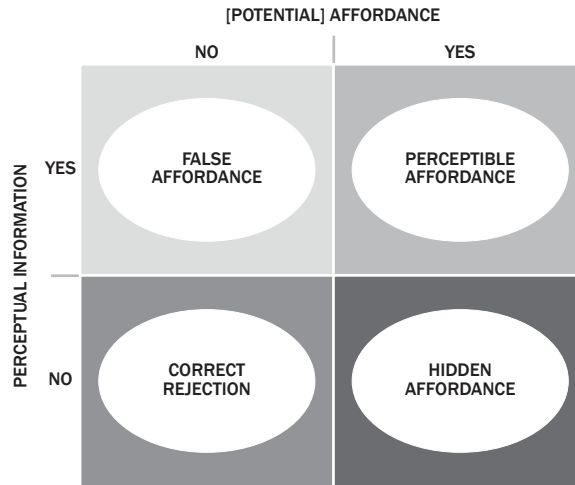 [POTENTIAL] AFFORDANCE
NO
YES
PERCEPTUAL INFORMATION
YES
FALSE
AFFORDANCE
PERCEPTIBLE
AFFORDANCE
NO
CORRECT
REJECTION
HIDDEN
AFFORDANCE